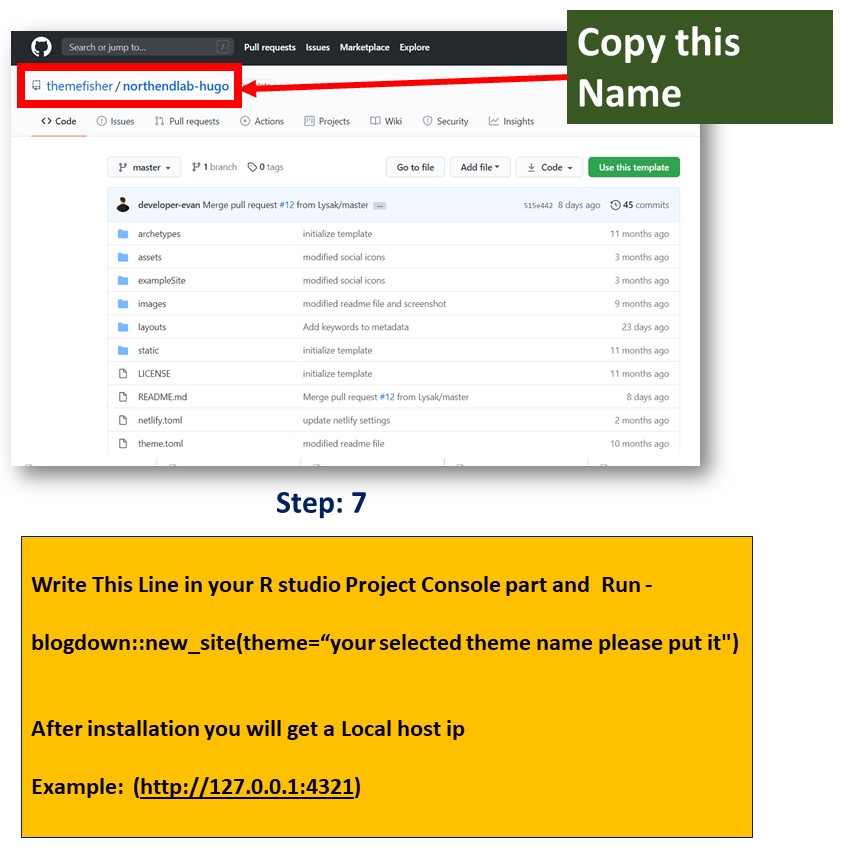 Search or jump to... /
Pull requests Issues Marketplace Explore
Copy this
Name
themefisher / northendlab-hugo
Code Issues Pull requests Actions Projects Wiki Security Insights
master 1 branch 0 tags Go to file Add file Code Use this template
developer-evan Merge pull request #12 from Lysak/master ... 515e442 8 days ago 45 commits
archetypes initialize template 11 months ago
assets modified social icons 3 months ago
exampleSite modified social icons 3 months ago
images modified readme file and screenshot 9 months ago
layouts Add keywords to metadata 23 days ago
static initialize template 11 months ago
LICENSE initialize template 11 months ago
README.md Merge pull request #12 from Lysak/master 8 days ago
netlify.toml update netlify settings 2 months ago
theme.toml modified readme file 10 months ago
Step: 7
Write This Line in your R studio Project Console part and Run -
blogdown::new_site(theme=“your selected theme name please put it")
After installation you will get a Local host ip
Example: (http://127.0.0.1:4321)